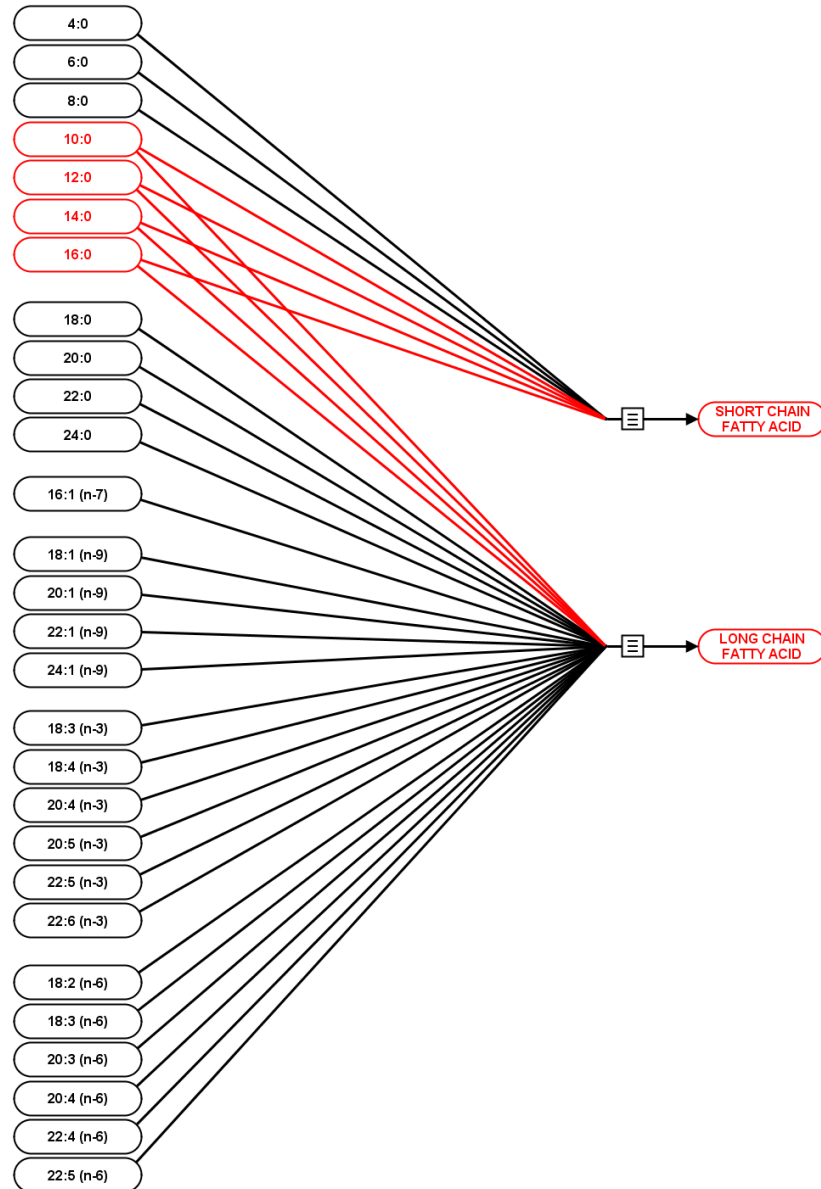 4:0
6:0
8:0
10:0
12:0
14:0
16:0
18:0
20:0
22:0
24:0
16:1 (n-7)
18:1 (n-9)
20:1 (n-9)
22:1 (n-9)
24:1 (n-9)
18:3 (n-3)
18:4 (n-3)
20:4 (n-3)
20:5 (n-3)
22:5 (n-3)
22:6 (n-3)
18:2 (n-6)
18:3 (n-6)
20:3 (n-6)
20:4 (n-6)
22:4 (n-6)
22:5 (n-6)
SHORT CHAIN
FATTY ACID
LONG CHAIN
FATTY ACID